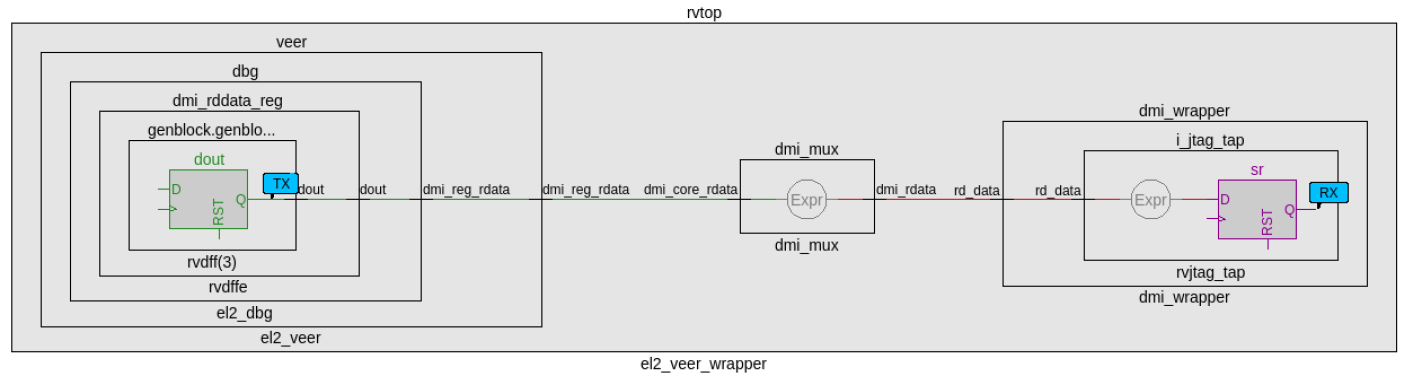 rvtop
veer
dbg
dmi_rddata_reg
genblock.genblo...
dout
D
Q
RST
TX
dout
dout
dmi_reg_rdata
dmi_reg_rdata
dmi_core_rdata
rvdff(3)
rvdffe
el2_dbg
el2_veer
dmi_mux
Expr
dmi_mux
dmi_rdata
rd_data
dmi_wrapper
i_jtag_tap
rd_data
Expr
sr
D
Q
RST
RX
rvjtag_tap
dmi_wrapper
el2_veer_wrapper